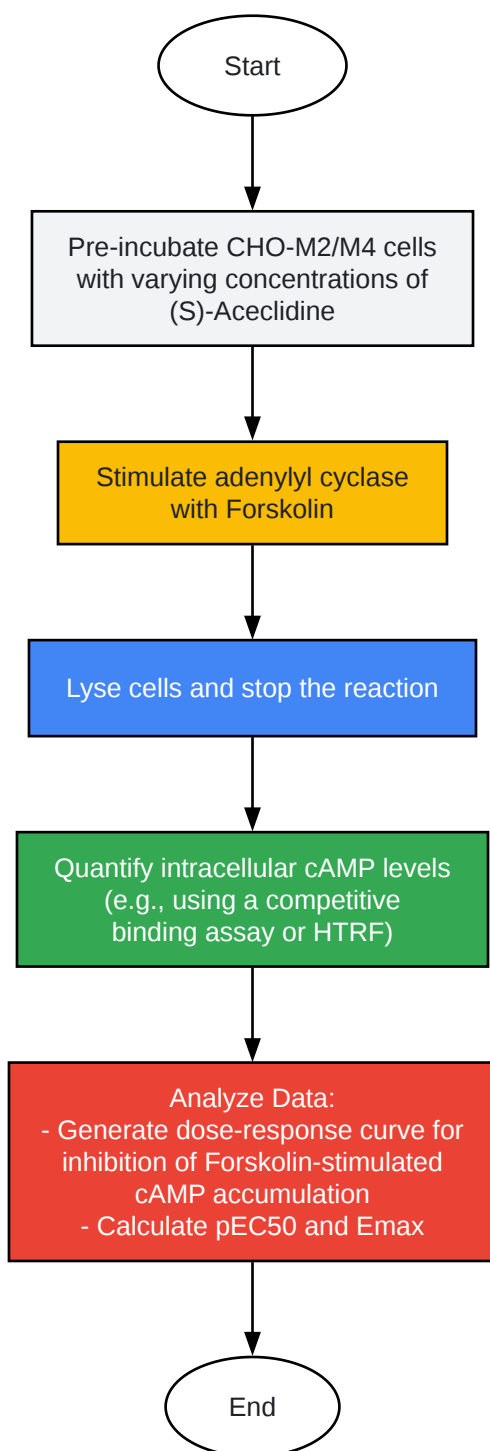 Start
Pre-incubate CHO-M2/M4 cells
with varying concentrations of
(S)-Aceclidine
Stimulate adenylyl cyclase
with Forskolin
Lyse cells and stop the reaction
Quantify intracellular cAMP levels
(e.g., using a competitive
binding assay or HTRF)
Analyze Data:
- Generate dose-response curve for
inhibition of Forskolin-stimulated
cAMP accumulation
- Calculate pEC50 and Emax
End